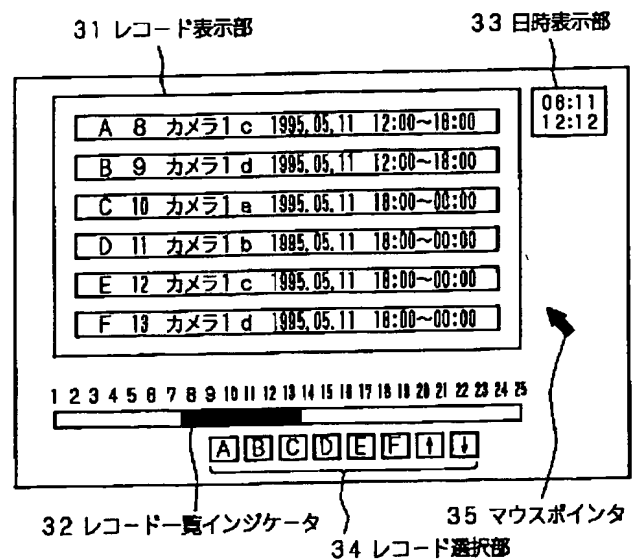 31 レコード表示部
33 日時表示部
08:11
12:12
A 8 カメラ1 c 1995.05.11 12:00~18:00
B 9 カメラ1 d 1995.05.11 12:00~18:00
C 10 カメラ1 a 1995.05.11 18:00~00:00
D 11 カメラ1 b 1995.05.11 18:00~00:00
E 12 カメラ1 c 1995.05.11 18:00~00:00
F 13 カメラ1 d 1995.05.11 18:00~00:00
1 2 3 4 5 6 7 8 9 10 11 12 13 14 15 16 17 18 19 20 21 22 23 24 25
A B C D E F ↑ ↓
32 レコード一覧インジケータ
35 マウスポインタ
34 レコード選択部